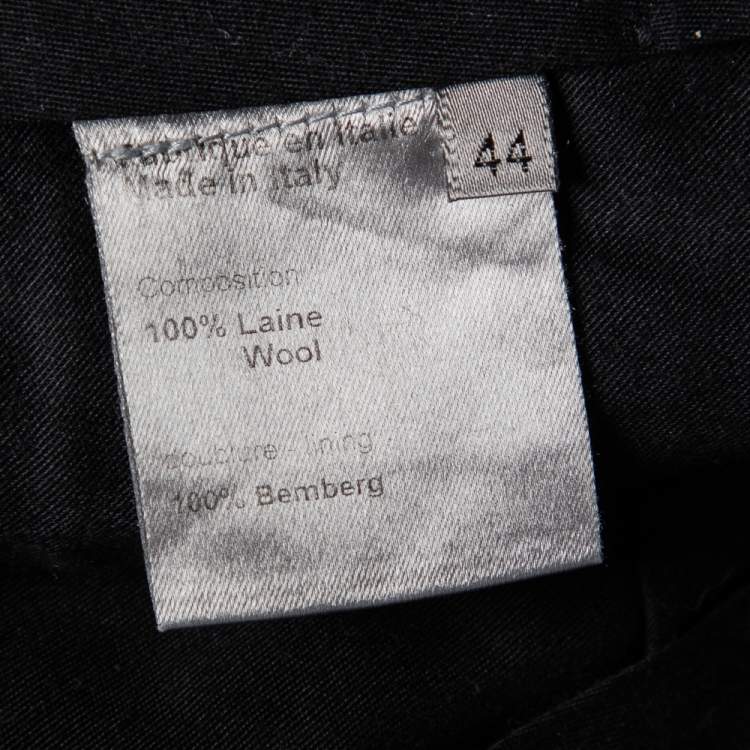 Fabrique en Italie
Made in Italy
44
Composition
100% Laine
Wool
Doublure - lining
100% Bemberg